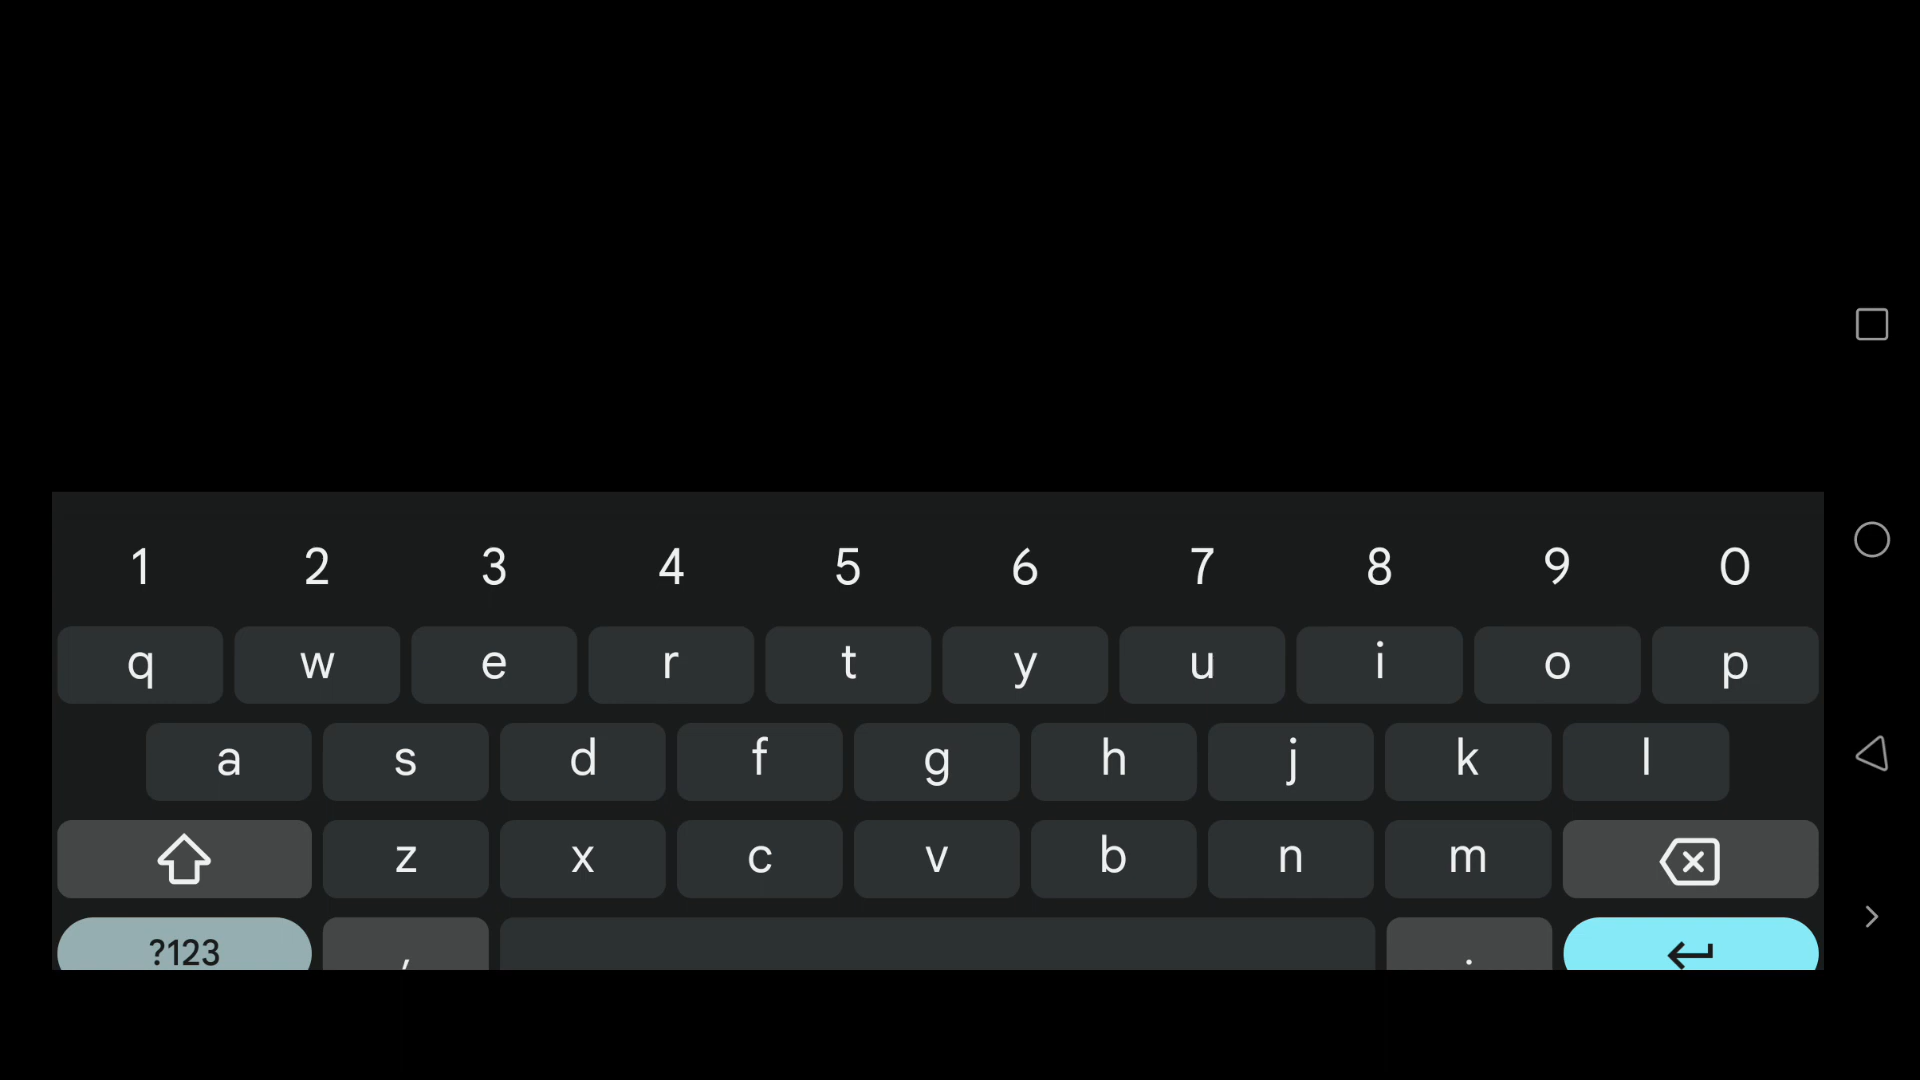 1 2 3 4 5 6 7 8 9 0
q w e r t y u i o p
a s d f g h j k l
z x c v b n m
?123 , .